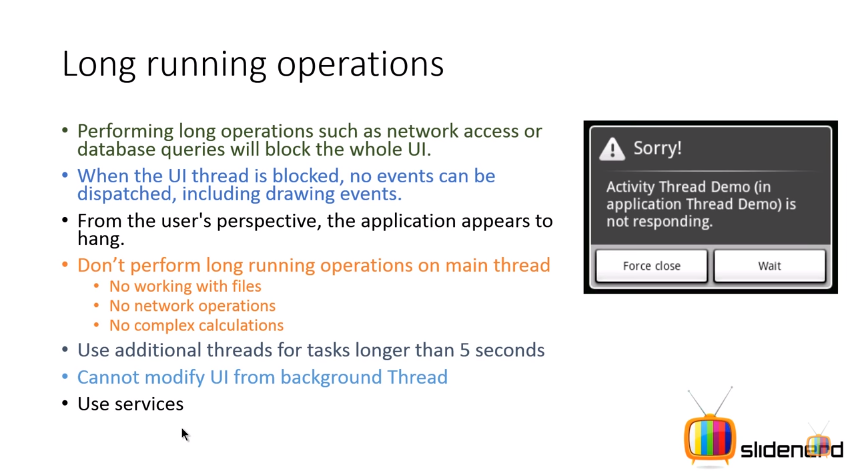 Long running operations
• Performing long operations such as network access or
database queries will block the whole UI.
• When the UI thread is blocked, no events can be
dispatched, including drawing events.
• From the user's perspective, the application appears to
hang.
• Don’t perform long running operations on main thread
• No working with files
• No network operations
• No complex calculations
• Use additional threads for tasks longer than 5 seconds
• Cannot modify UI from background Thread
• Use services
Sorry!
Activity Thread Demo (in
application Thread Demo) is
not responding.
Force close
Wait
slidenerd